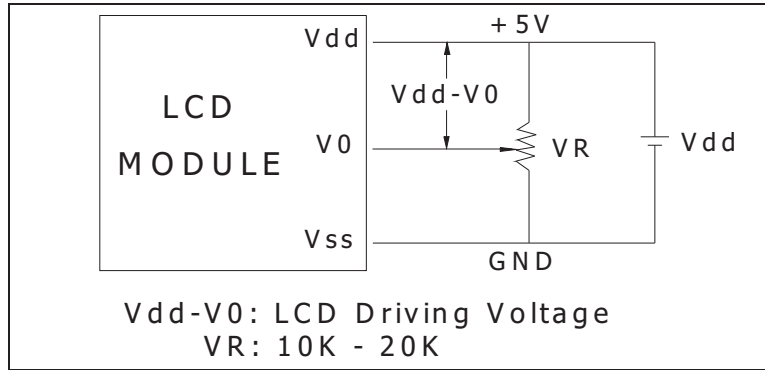 Vdd
+5V
LCD
MODULE
Vdd-V0
V0
VR
Vdd
Vss
GND
Vdd-V0: LCD Driving Voltage
VR: 10K - 20K